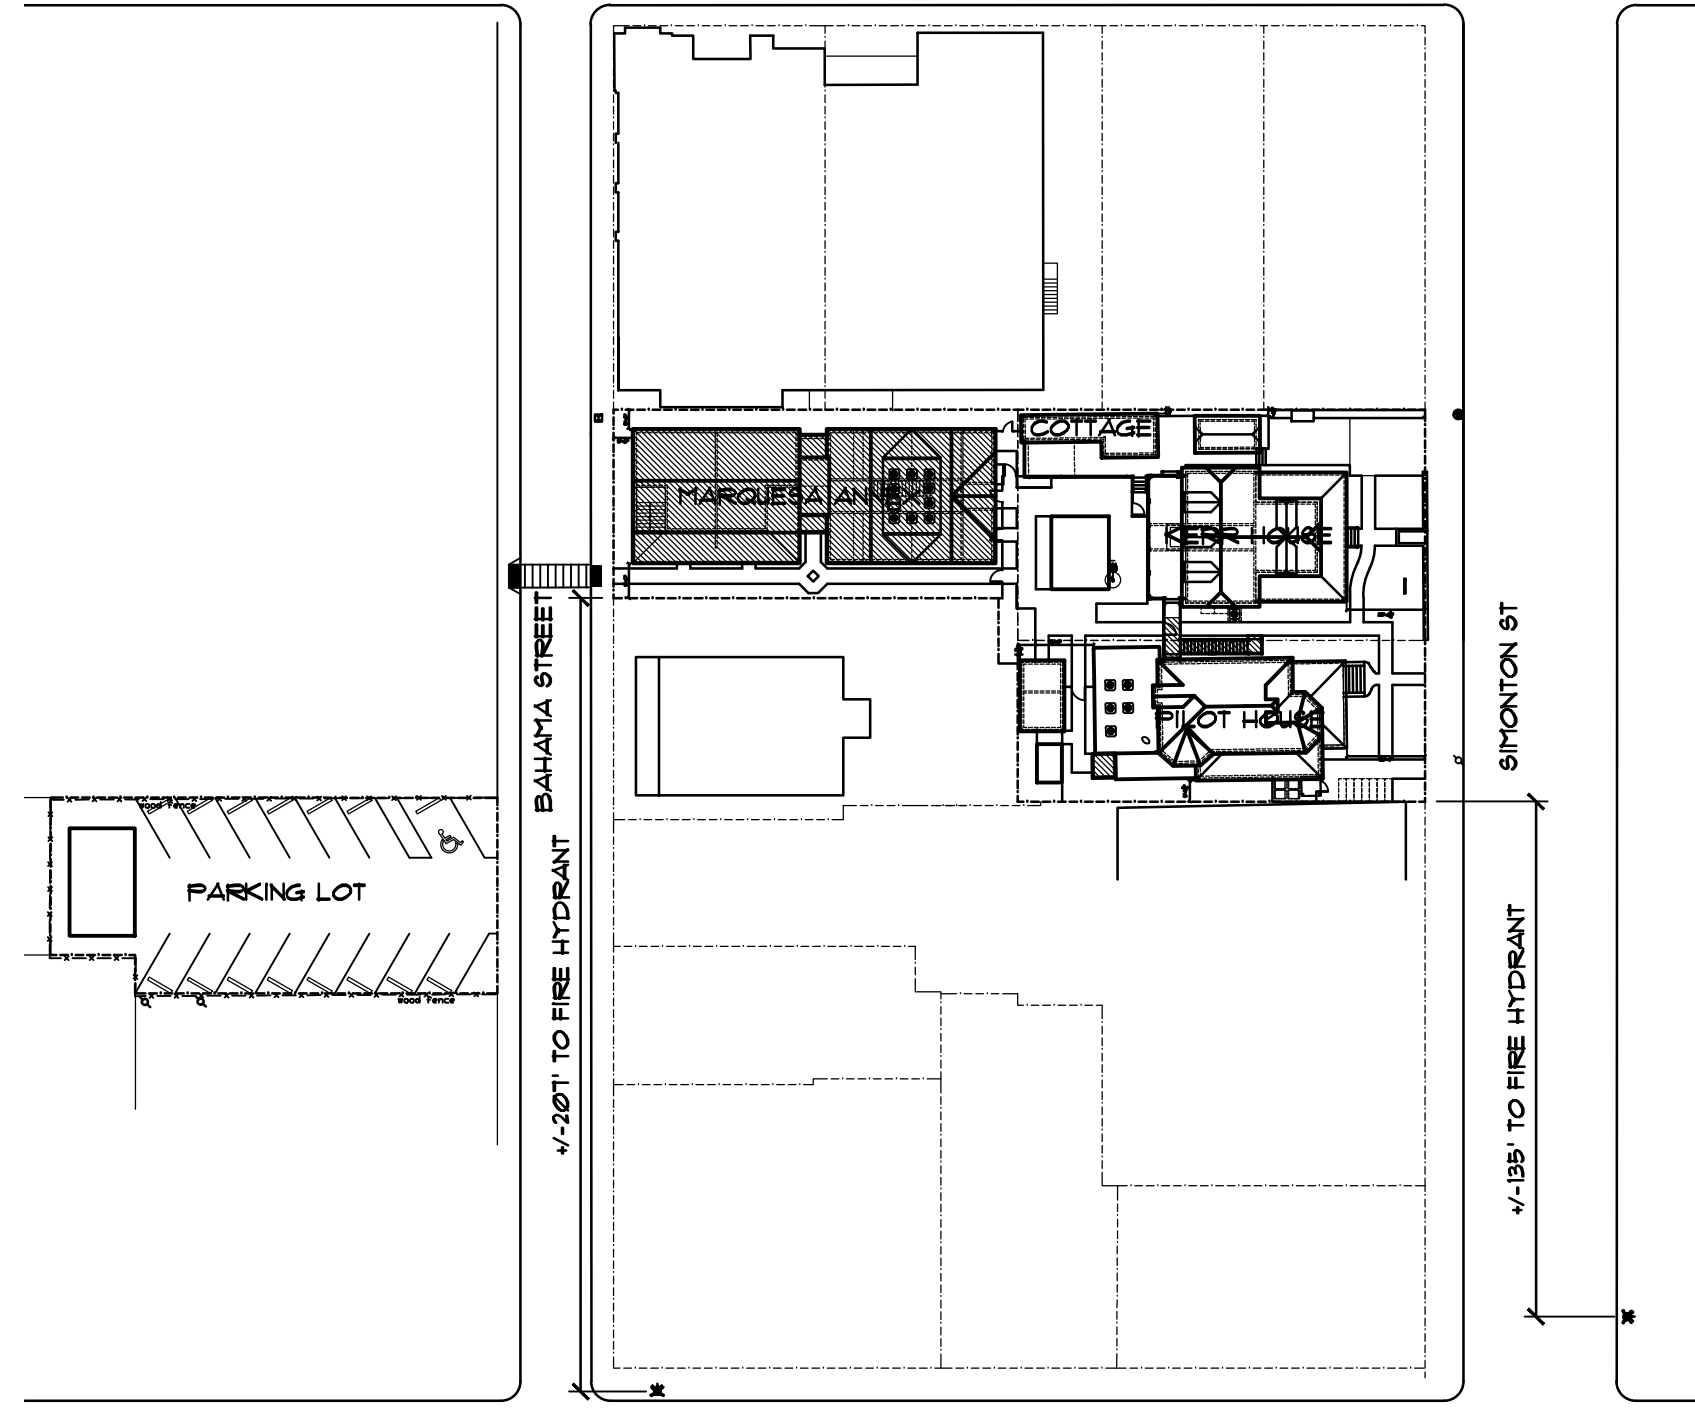 COTTAGE
MARQUESA ANNEX
KERR HOUSE
BAHAMA STREET
SIMONTON ST
PILOT HOUSE
wood fence
PARKING LOT
+/-207' TO FIRE HYDRANT
+/-135' TO FIRE HYDRANT
wood fence